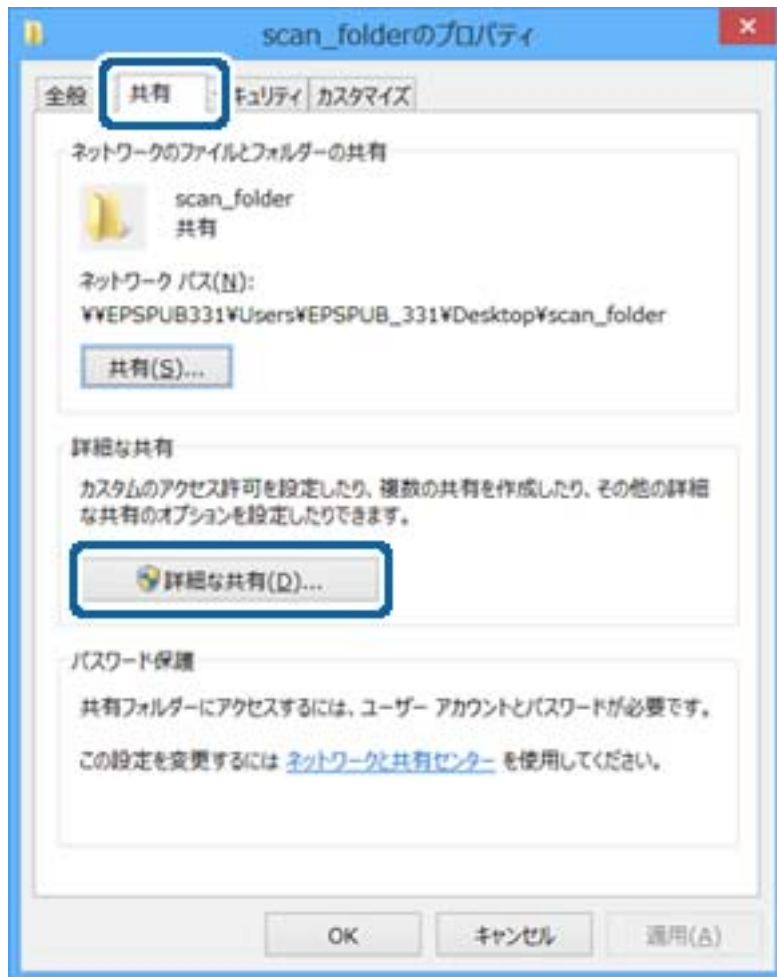 scan_folderのプロパティ
全般 共有 キュリティ カスタマイズ
ネットワークのファイルとフォルダーの共有
scan_folder
共有
ネットワーク パス(N):
¥¥EPSPUB331¥Users¥EPSPUB_331¥Desktop¥scan_folder
共有(S)...
詳細な共有
カスタムのアクセス許可を設定したり、複数の共有を作成したり、その他の詳細
な共有のオプションを設定したりできます。
詳細な共有(D)...
パスワード保護
共有フォルダーにアクセスするには、ユーザー アカウントとパスワードが必要です。
この設定を変更するには ネットワークと共有センター を使用してください。
OK キャンセル 適用(A)